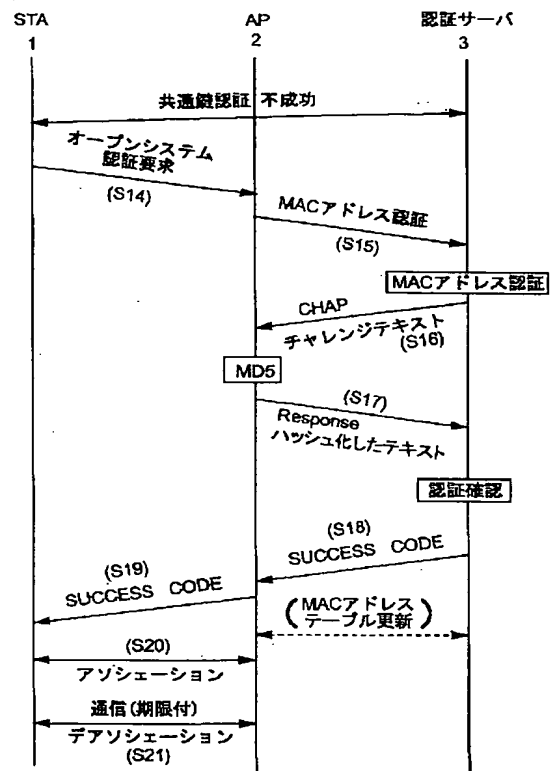 STA
AP
認証サーバ
1
2
3
共通鍵認証 不成功
オープンシステム
認証要求
(S14)
MACアドレス認証
(S15)
MACアドレス認証
CHAP
チャレンジテキスト
(S16)
MD5
(S17)
Response
ハッシュ化したテキスト
認証確認
(S18)
SUCCESS CODE
(S19)
SUCCESS CODE
(MACアドレス
テーブル更新)
(S20)
アソシェーション
通信(期限付)
デアソシェーション
(S21)